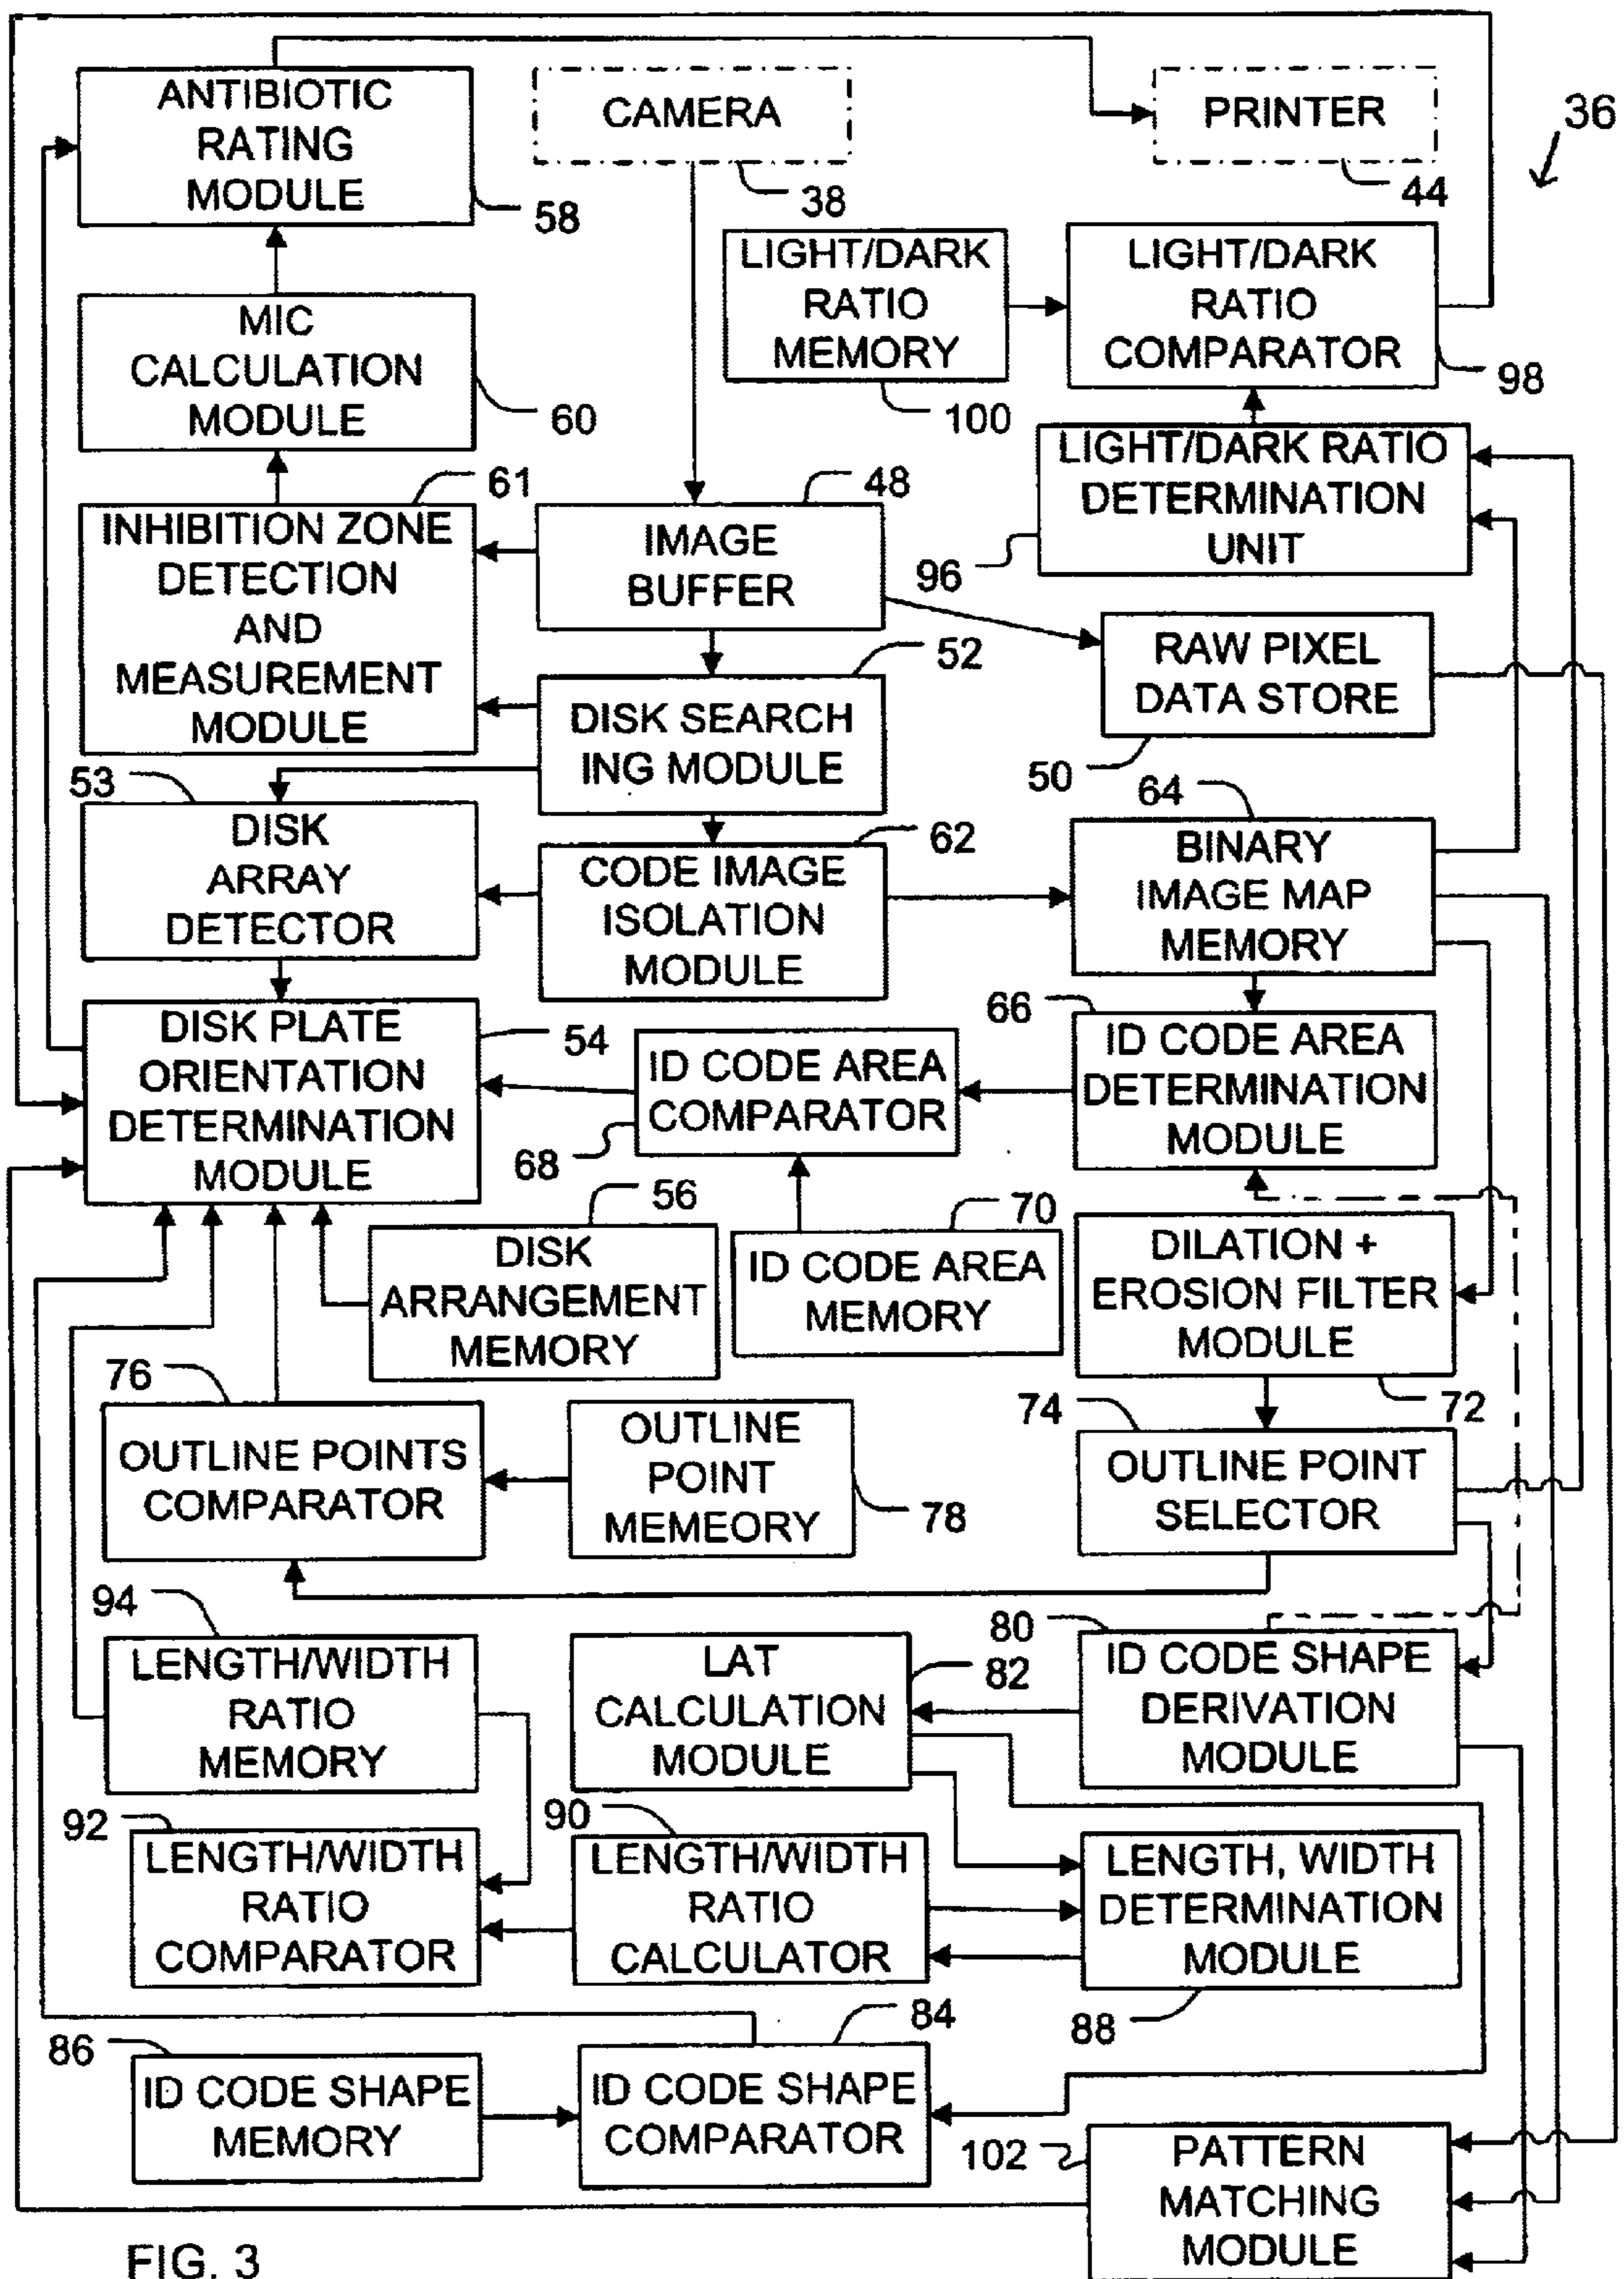 ANTIBIOTIC
RATING
MODULE
58
CAMERA
38
PRINTER
44
36
LIGHT/DARK
RATIO
MEMORY
100
LIGHT/DARK
RATIO
COMPARATOR
98
MIC
CALCULATION
MODULE
60
LIGHT/DARK RATIO
DETERMINATION
UNIT
96
61
INHIBITION ZONE
DETECTION
AND
MEASUREMENT
MODULE
48
IMAGE
BUFFER
RAW PIXEL
DATA STORE
50
52
DISK SEARCH
ING MODULE
53
DISK
ARRAY
DETECTOR
62
CODE IMAGE
ISOLATION
MODULE
64
BINARY
IMAGE MAP
MEMORY
DISK PLATE
ORIENTATION
DETERMINATION
MODULE
54
ID CODE AREA
COMPARATOR
68
66
ID CODE AREA
DETERMINATION
MODULE
56
DISK
ARRANGEMENT
MEMORY
70
ID CODE AREA
MEMORY
DILATION +
EROSION FILTER
MODULE
72
76
OUTLINE POINTS
COMPARATOR
OUTLINE
POINT
MEMEORY
78
74
OUTLINE POINT
SELECTOR
94
LENGTH/WIDTH
RATIO
MEMORY
LAT
CALCULATION
MODULE
82
80
ID CODE SHAPE
DERIVATION
MODULE
92
LENGTH/WIDTH
RATIO
COMPARATOR
90
LENGTH/WIDTH
RATIO
CALCULATOR
LENGTH, WIDTH
DETERMINATION
MODULE
88
86
ID CODE SHAPE
MEMORY
84
ID CODE SHAPE
COMPARATOR
102
PATTERN
MATCHING
MODULE
FIG. 3